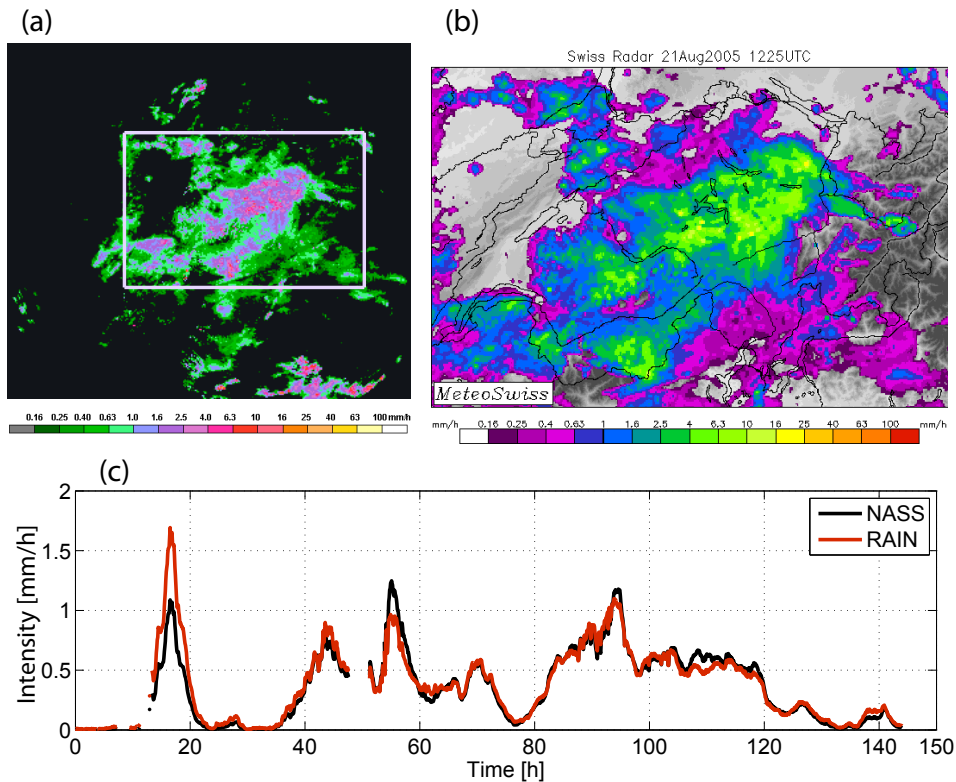 (a)
(b)
Swiss Radar 21Aug2005 1225UTC
MeteoSwiss
0.16 0.25 0.40 0.63 1.0 1.6 2.5 4.0 6.3 10 16 25 40 63 100 mm/h
mm/h 0.16 0.25 0.4 0.63 1 1.6 2.5 4 6.3 10 16 25 40 63 100 mm/h
(c)
2
1.5
1
0.5
0
Intensity [mm/h]
NASS
RAIN
0 20 40 60 80 100 120 140 150
Time [h]